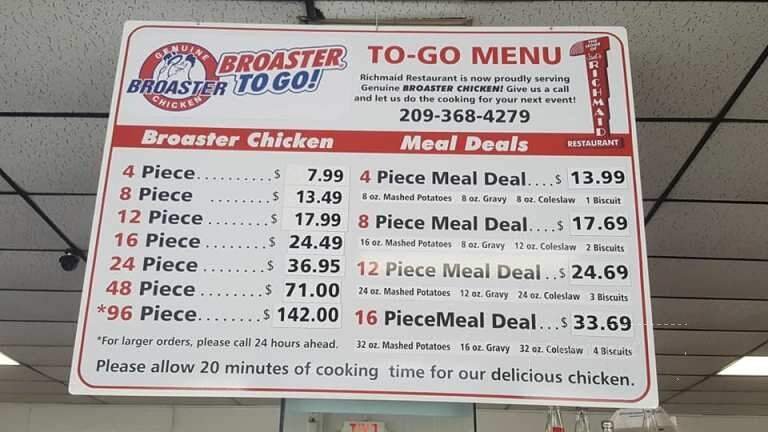 GENUINE
BROASTER
CHICKEN
BROASTER
TO GO!
TO-GO MENU
Richmaid Restaurant is now proudly serving
Genuine BROASTER CHICKEN! Give us a call
and let us do the cooking for your next event!
209-368-4279
RICHMAID
RESTAURANT
Broaster Chicken
4 Piece..........$ 7.99
8 Piece ..........$ 13.49
12 Piece.........$ 17.99
16 Piece.........$ 24.49
24 Piece ........$ 36.95
48 Piece ........$ 71.00
*96 Piece........$ 142.00
*For larger orders, please call 24 hours ahead.
Meal Deals
4 Piece Meal Deal....$ 13.99
8 oz. Mashed Potatoes 8 oz. Gravy 8 oz. Coleslaw 1 Biscuit
8 Piece Meal Deal....$ 17.69
16 oz. Mashed Potatoes 8 oz. Gravy 12 oz. Coleslaw 2 Biscuits
12 Piece Meal Deal..$ 24.69
24 oz. Mashed Potatoes 12 oz. Gravy 24 oz. Coleslaw 3 Biscuits
16 PieceMeal Deal...$ 33.69
32 oz. Mashed Potatoes 16 oz. Gravy 32 oz. Coleslaw 4 Biscuits
Please allow 20 minutes of cooking time for our delicious chicken.